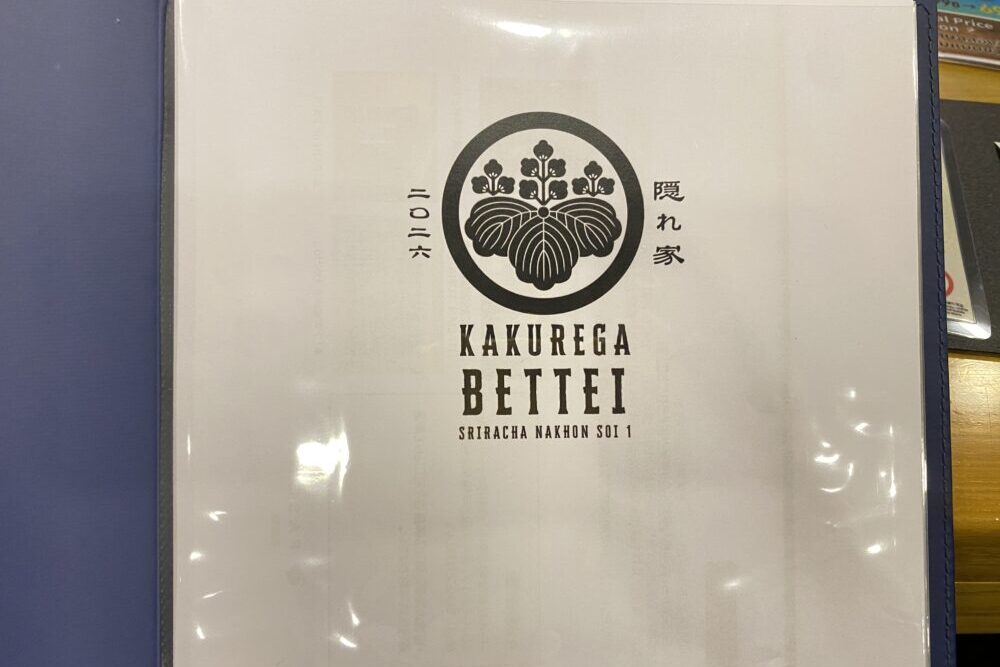 二〇二六
隠れ家
KAKUREGA
BETTEI
SRIRACHA NAKHON SOI 1